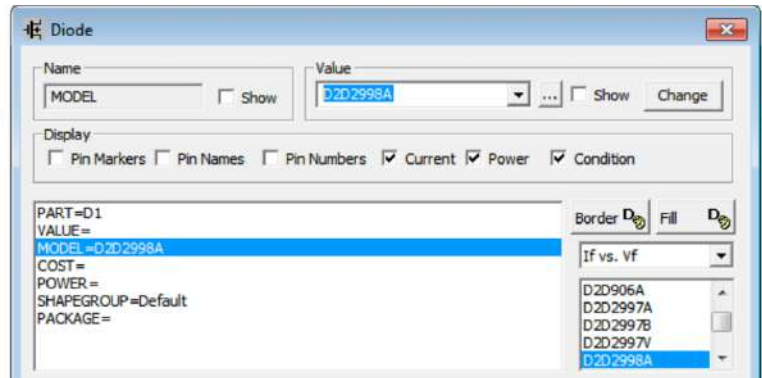 Diode
Name
MODEL
Show
Value
D2D2998A
...
Show
Change
Display
Pin Markers Pin Names Pin Numbers Current Power Condition
PART=D1
VALUE=
MODEL=D2D2998A
COST=
POWER=
SHAPEGROUP=Default
PACKAGE=
Border D
Fill D
If vs. Vf
D2D906A
D2D2997A
D2D2997B
D2D2997V
D2D2998A